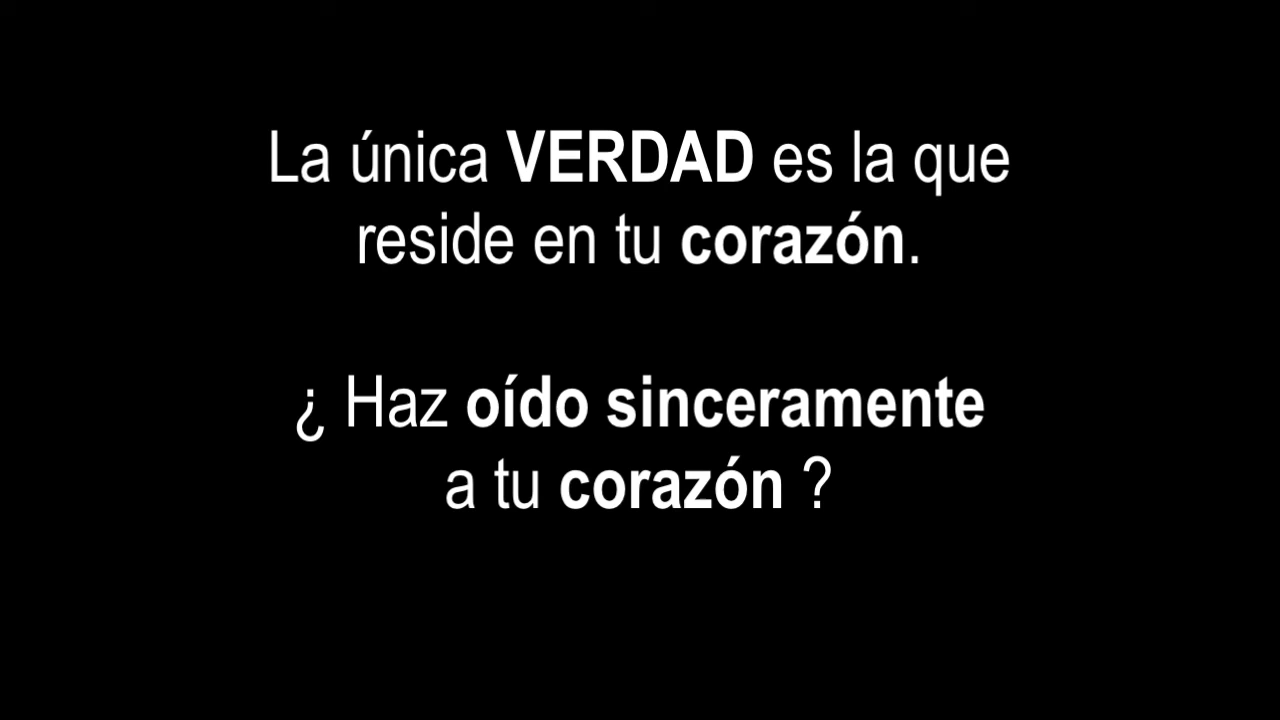 La única VERDAD es la que
reside en tu corazón.
¿ Haz oído sinceramente
a tu corazón ?